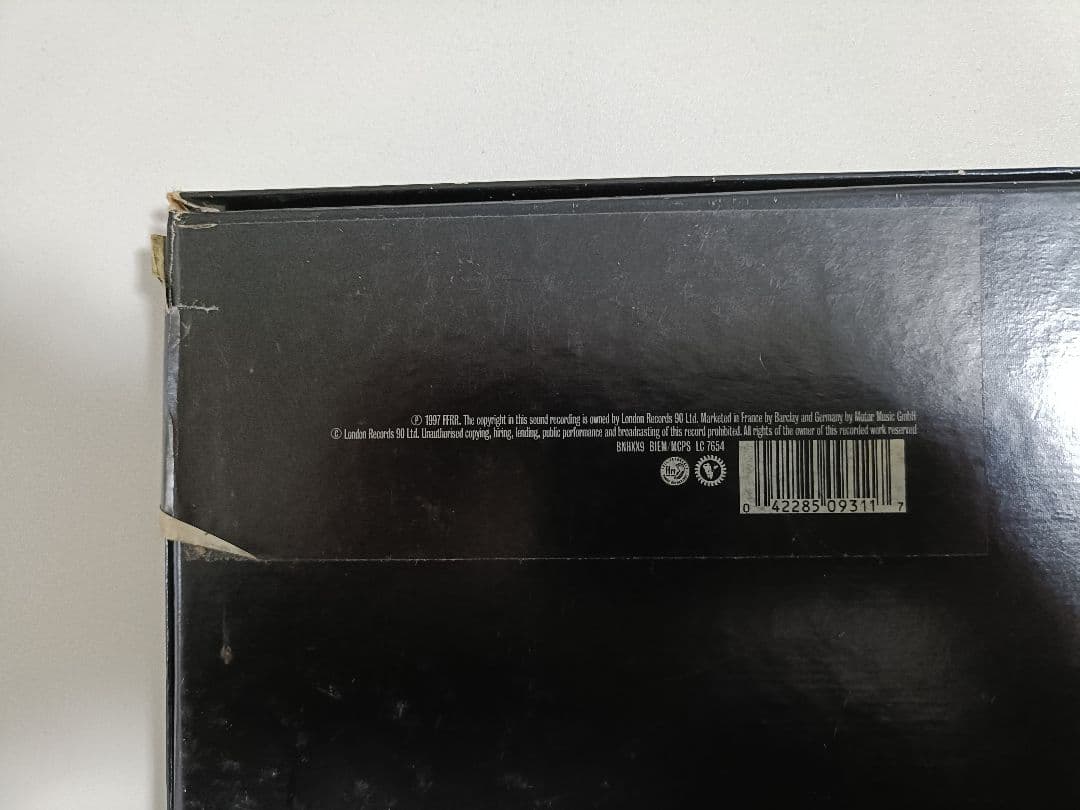 Ⓟ 1997 FFRR. The copyright in this sound recording is owned by London Records 90 Ltd. Marketed in France by Barclay and Germany by Motor Music GmbH
© London Records 90 Ltd. Unauthorised copying, hiring, lending, public performance and broadcasting of this record prohibited. All rights of the owner of this recorded work reserved
BNHXX9 BIEM/MCPS LC 7654
0 42285 09311 7